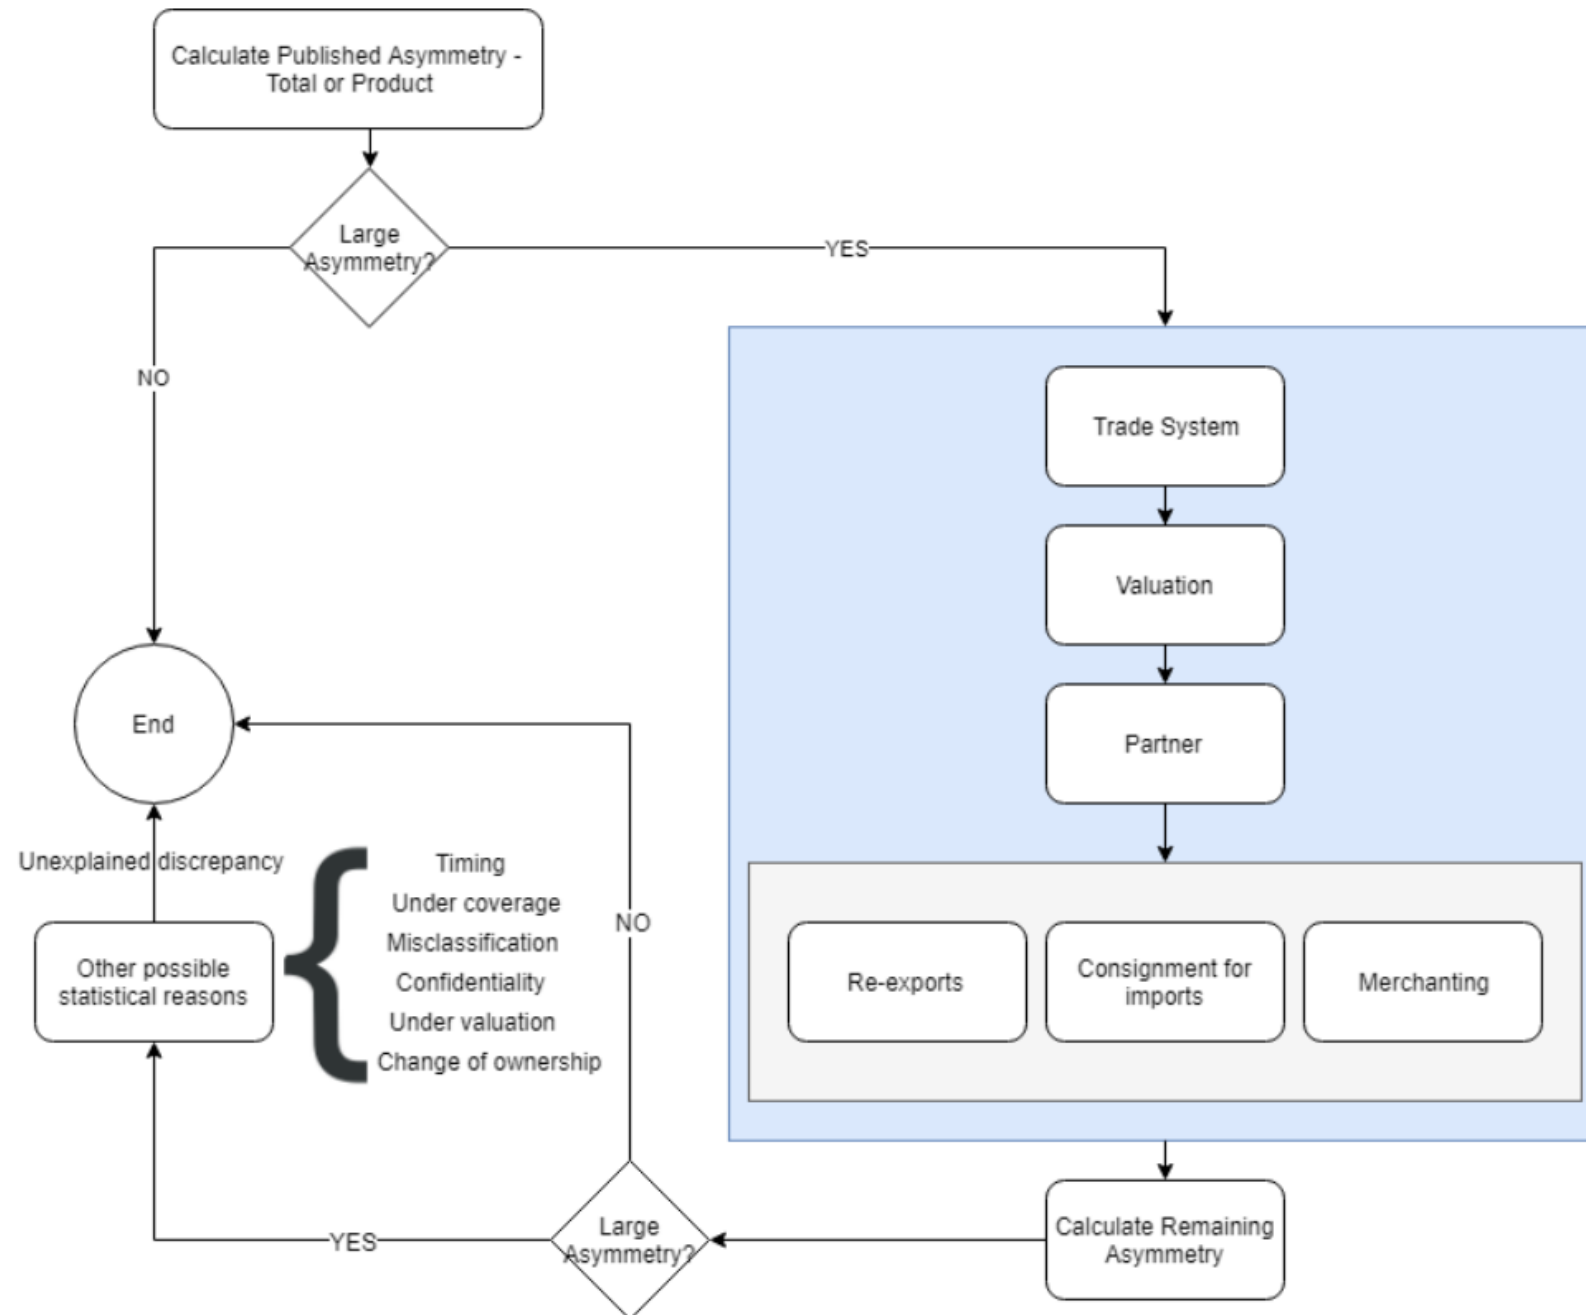 Calculate Published Asymmetry -
Total or Product
Large
Asymmetry?
YES
NO
Trade System
Valuation
Partner
End
Unexplained discrepancy
Timing
Under coverage
Misclassification
Confidentiality
Under valuation
Change of ownership
NO
Other possible
statistical reasons
Re-exports
Consignment for
imports
Merchanting
Large
Asymmetry?
YES
Calculate Remaining
Asymmetry